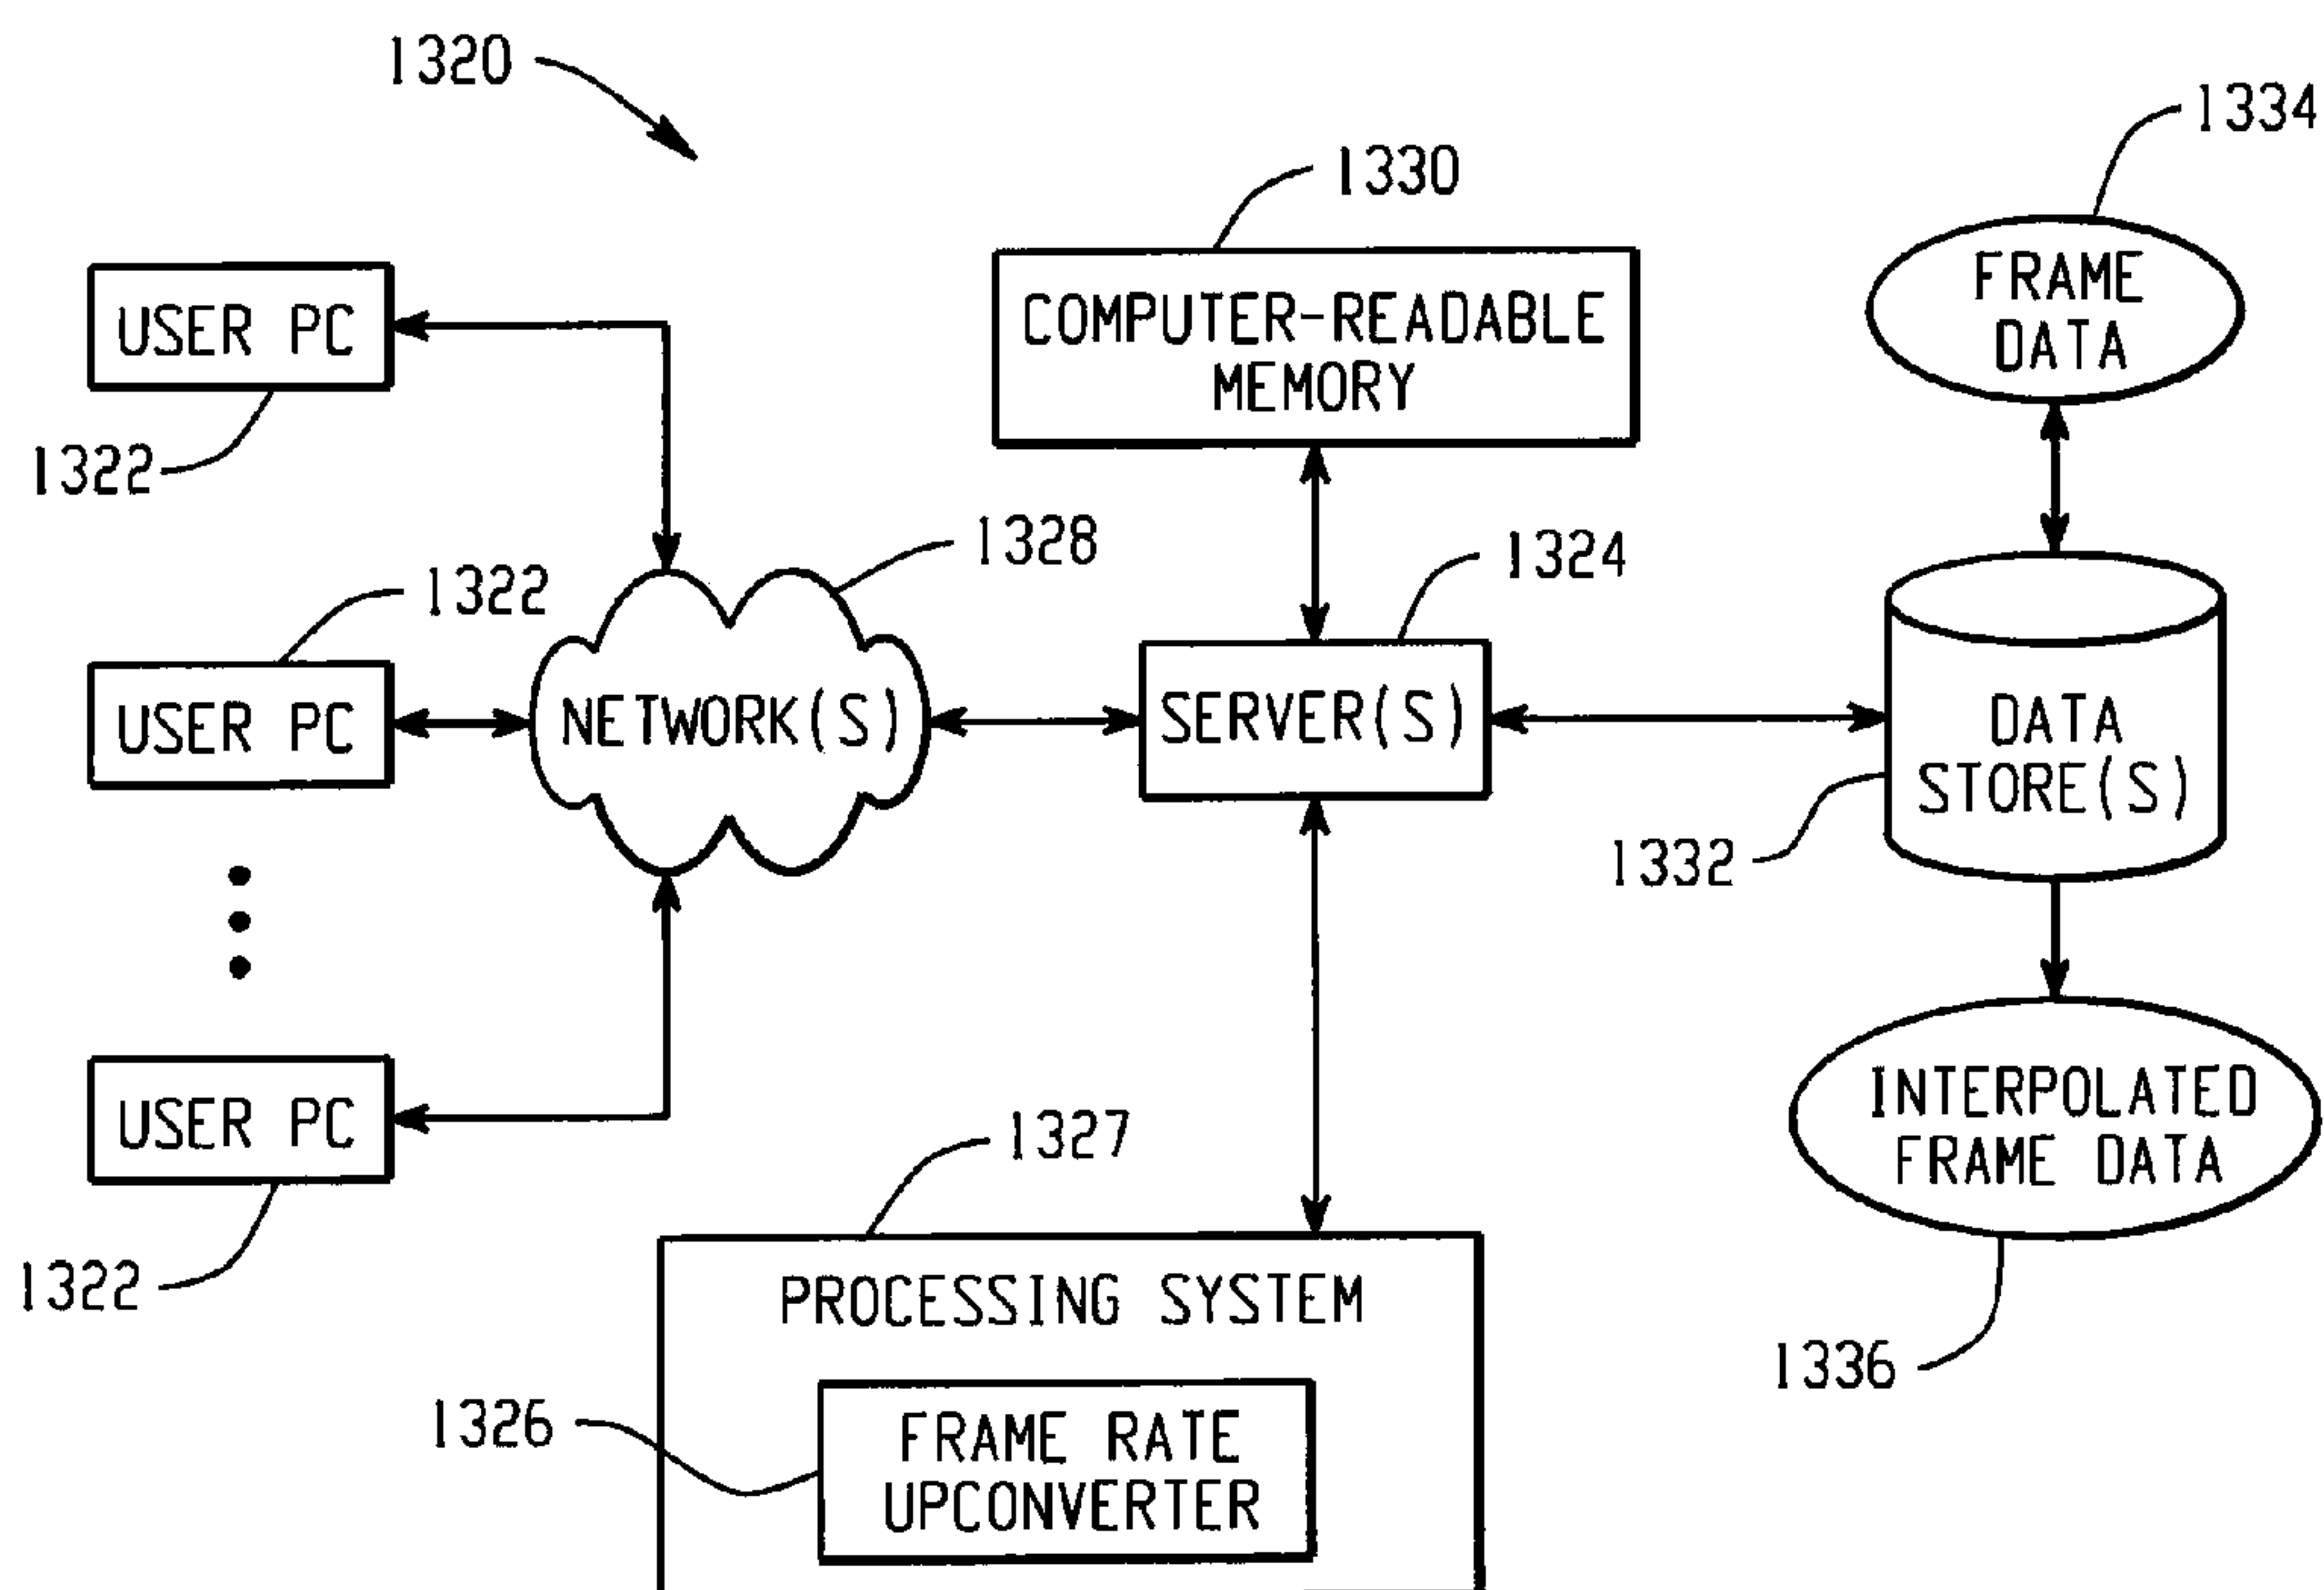 1320
1334
1330
USER PC
COMPUTER-READABLE
MEMORY
FRAME
DATA
1322
1328
1324
1322
USER PC
NETWORK(S)
SERVER(S)
DATA
STORE(S)
1332
USER PC
1327
INTERPOLATED
FRAME DATA
1322
PROCESSING SYSTEM
1336
1326
FRAME RATE
UPCONVERTER